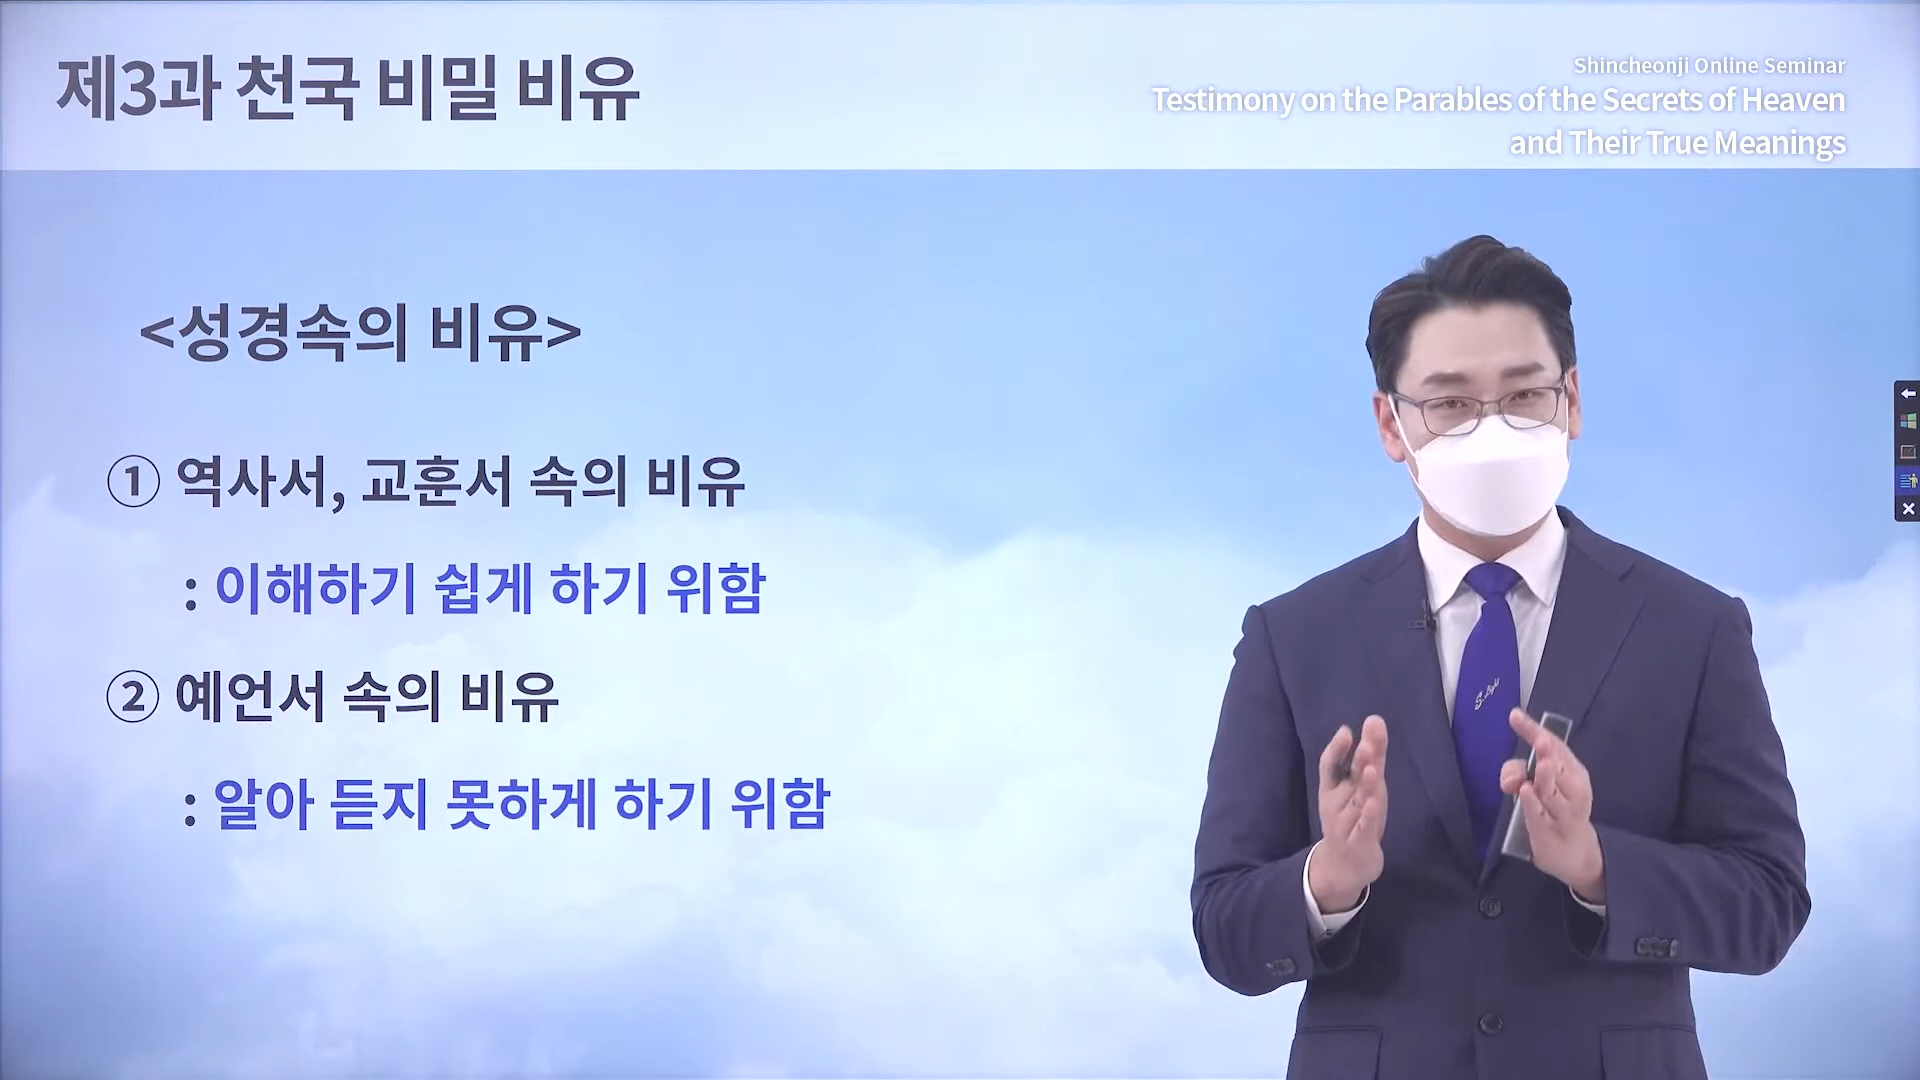 제3과 천국 비밀 비유
Shincheonji Online Seminar
Testimony on the Parables of the Secrets of Heaven
and Their True Meanings
<성경속의 비유>
① 역사서, 교훈서 속의 비유
: 이해하기 쉽게 하기 위함
② 예언서 속의 비유
: 알아 듣지 못하게 하기 위함